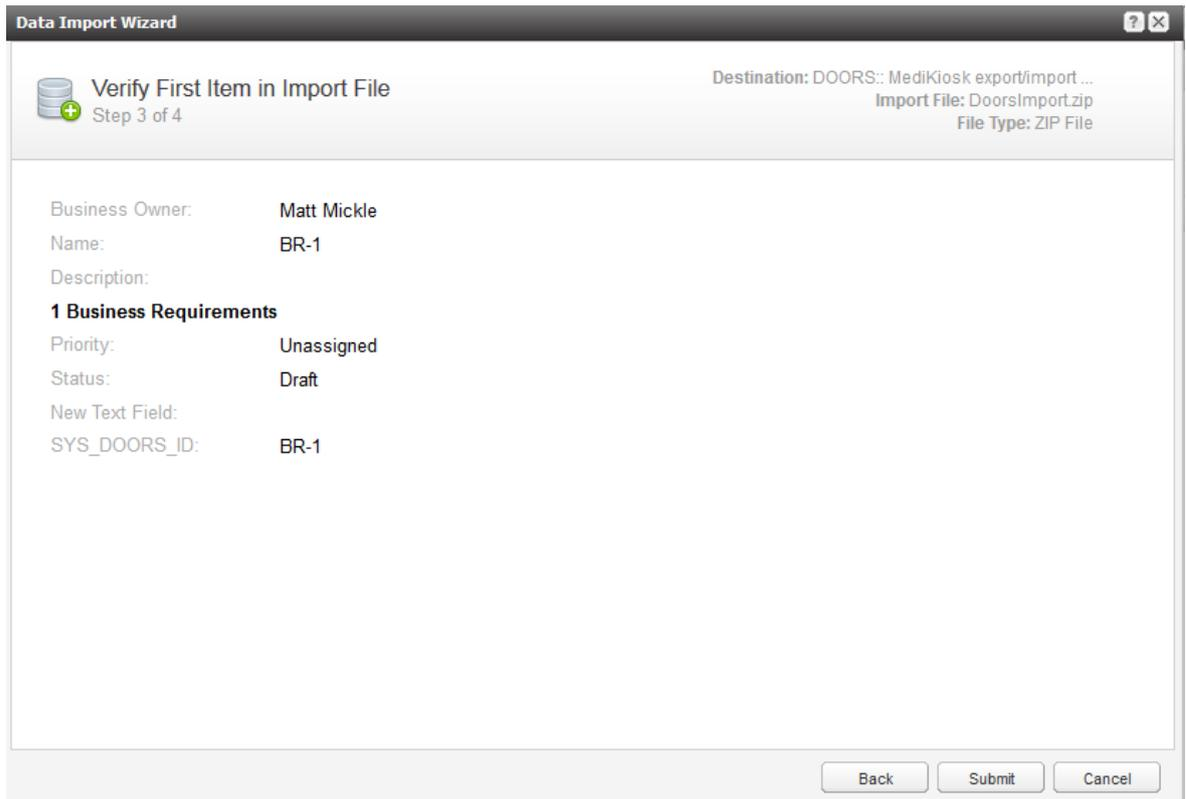 Data Import Wizard
?
Verify First Item in Import File
Step 3 of 4
Destination: DOORS:: MediKiosk export/import ...
Import File: DoorsImport.zip
File Type: ZIP File
Business Owner: Matt Mickle
Name: BR-1
Description:
1 Business Requirements
Priority: Unassigned
Status: Draft
New Text Field:
SYS_DOORS_ID: BR-1
Back Submit Cancel